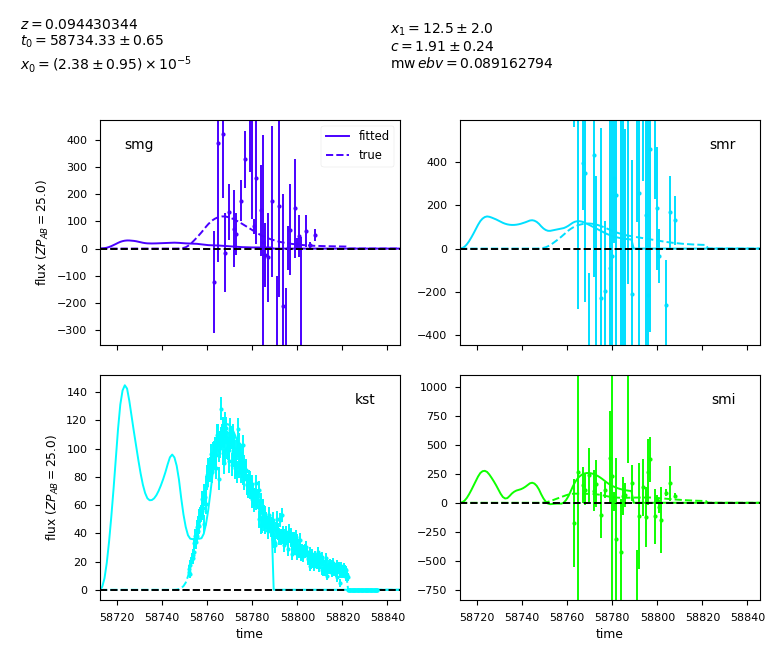 z = 0.094430344
t₀ = 58734.33 ± 0.65
x₀ = (2.38 ± 0.95) × 10⁻⁵
x₁ = 12.5 ± 2.0
c = 1.91 ± 0.24
mw ebv = 0.089162794
smg
fitted
true
flux (ZP_AB = 25.0)
400
300
200
100
0
−100
−200
−300
smr
400
200
0
−200
−400
kst
flux (ZP_AB = 25.0)
140
120
100
80
60
40
20
0
58720 58740 58760 58780 58800 58820 58840
time
smi
1000
750
500
250
0
−250
−500
−750
58720 58740 58760 58780 58800 58820 58840
time